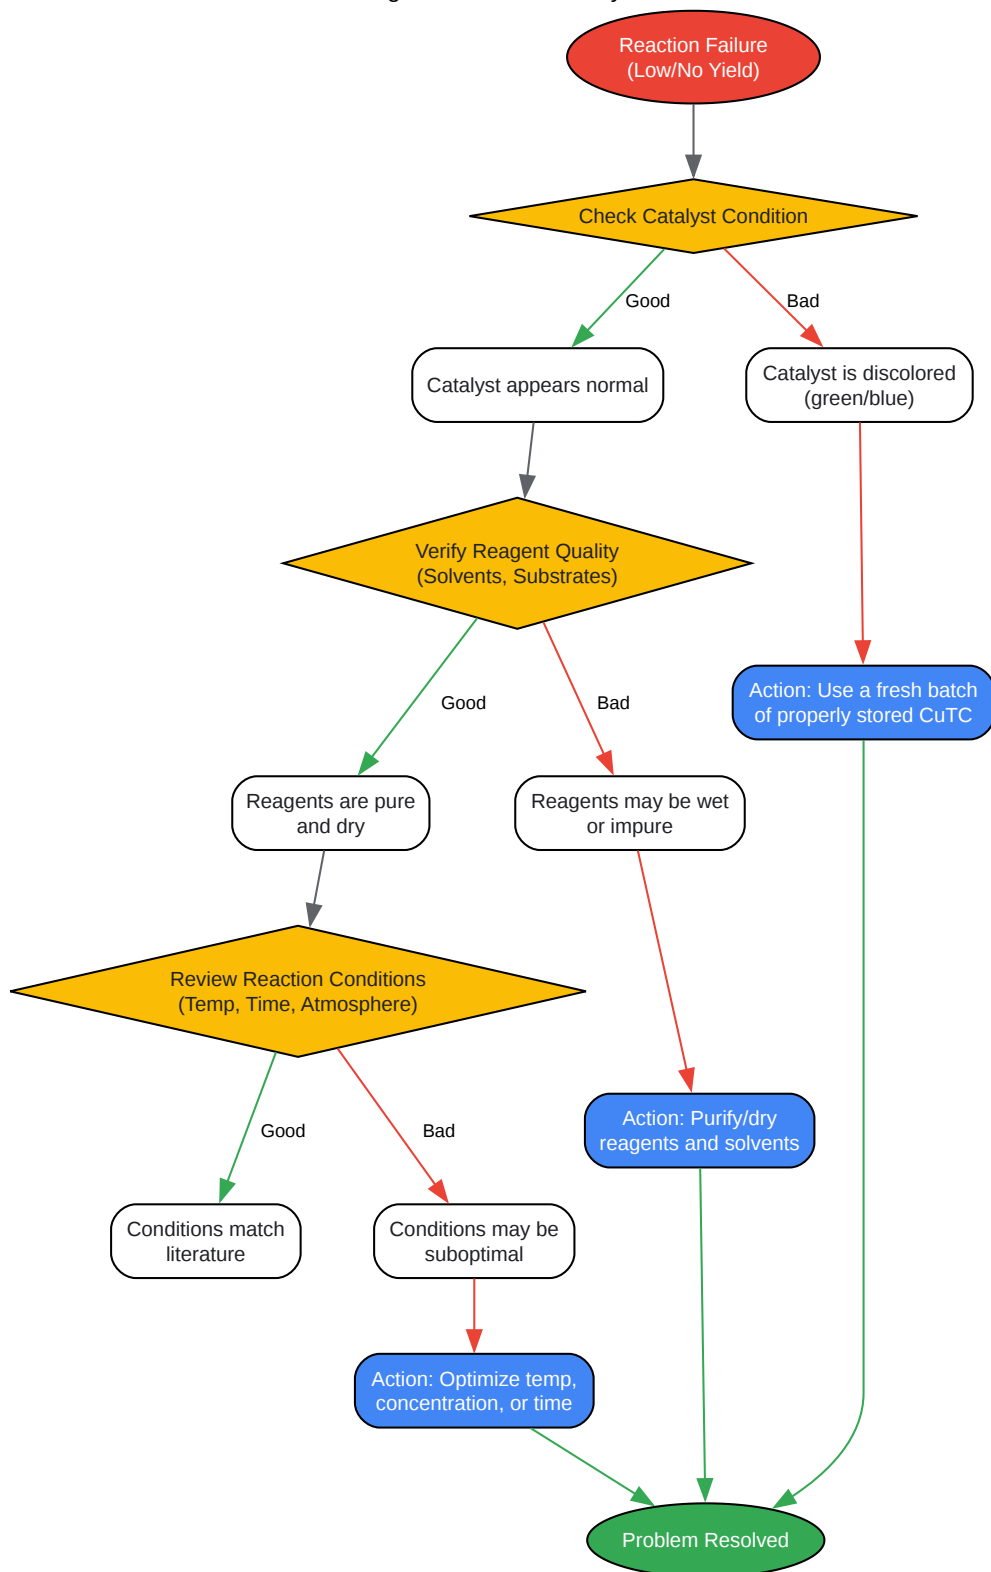 Reaction Failure
(Low/No Yield)
Check Catalyst Condition
Good
Bad
Catalyst appears normal
Catalyst is discolored
(green/blue)
Verify Reagent Quality
(Solvents, Substrates)
Good
Bad
Action: Use a fresh batch
of properly stored CuTC
Reagents are pure
and dry
Reagents may be wet
or impure
Review Reaction Conditions
(Temp, Time, Atmosphere)
Good
Bad
Action: Purify/dry
reagents and solvents
Conditions match
literature
Conditions may be
suboptimal
Action: Optimize temp,
concentration, or time
Problem Resolved